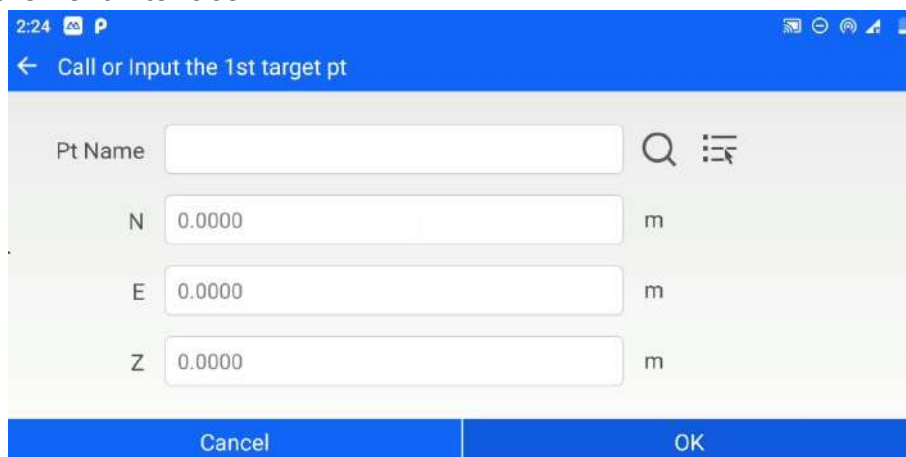 2:24 P
Call or Input the 1st target pt
Pt Name
N 0.0000 m
E 0.0000 m
Z 0.0000 m
Cancel OK